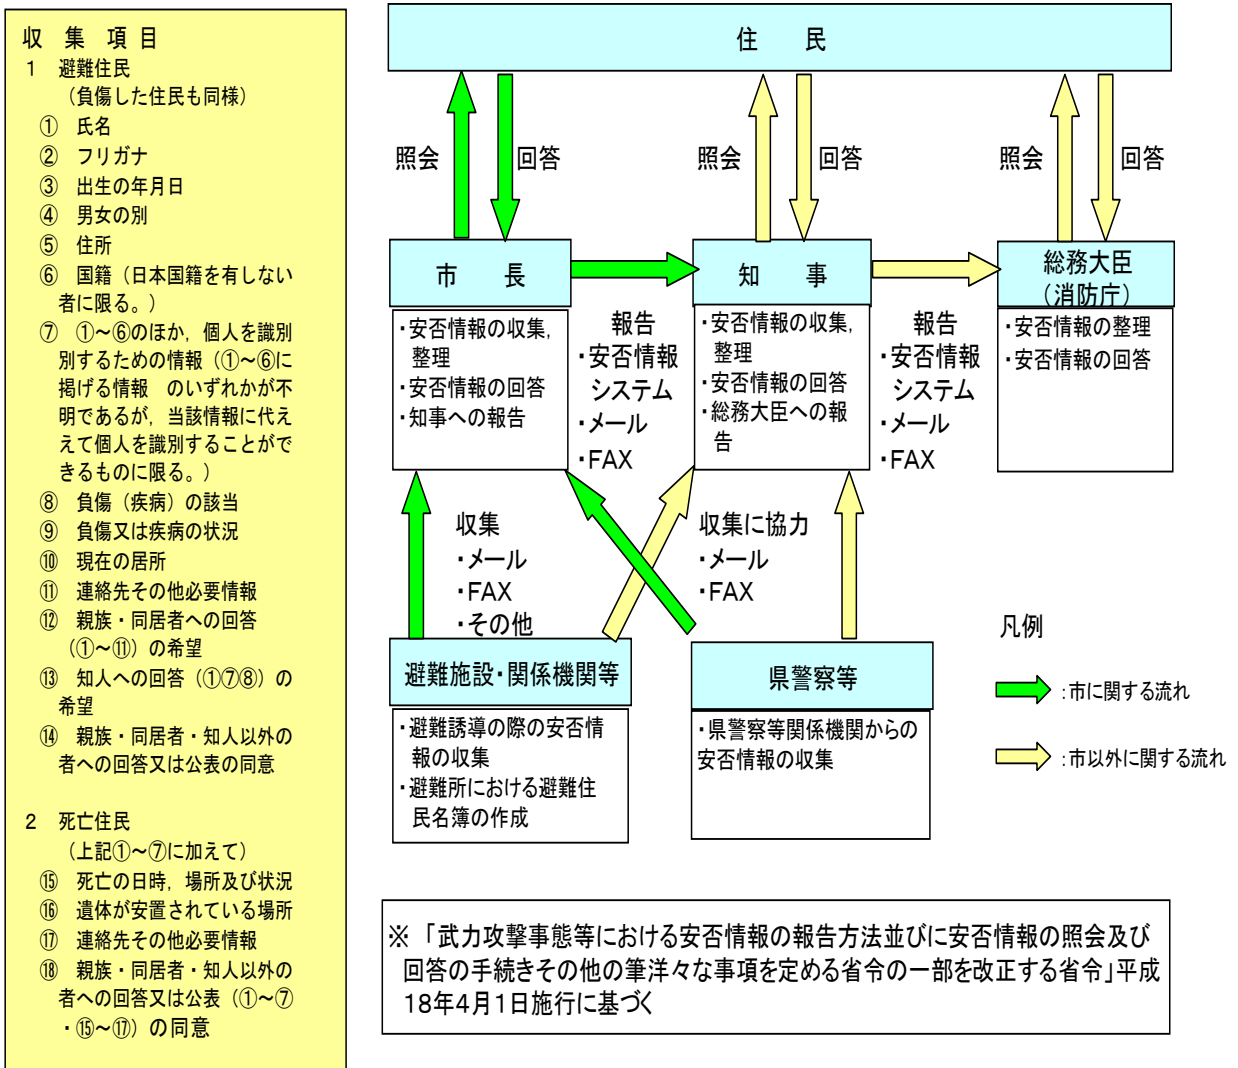 収集項目
1 避難住民
(負傷した住民も同様)
① 氏名
② フリガナ
③ 出生の年月日
④ 男女の別
⑤ 住所
⑥ 国籍(日本国籍を有しない
者に限る。)
⑦ ①～⑥のほか，個人を識別
別するための情報(①～⑥に
掲げる情報 のいずれかが不
明であるが，当該情報に代え
えて個人を識別することがで
きるものに限る。)
⑧ 負傷(疾病)の該当
⑨ 負傷又は疾病の状況
⑩ 現在の居所
⑪ 連絡先その他必要情報
⑫ 親族・同居者への回答
(①～⑪)の希望
⑬ 知人への回答(①⑦⑧)の
希望
⑭ 親族・同居者・知人以外の
者への回答又は公表の同意
2 死亡住民
(上記①～⑦に加えて)
⑮ 死亡の日時，場所及び状況
⑯ 遺体が安置されている場所
⑰ 連絡先その他必要情報
⑱ 親族・同居者・知人以外の
者への回答又は公表(①～⑦
・⑮～⑰)の同意
住 民
照会
回答
照会
回答
照会
回答
市 長
・安否情報の収集，
整理
・安否情報の回答
・知事への報告
報告
・安否情報
システム
・メール
・FAX
知 事
・安否情報の収集，
整理
・安否情報の回答
・総務大臣への報
告
報告
・安否情報
システム
・メール
・FAX
総務大臣
(消防庁)
・安否情報の整理
・安否情報の回答
収集
・メール
・FAX
・その他
収集に協力
・メール
・FAX
避難施設・関係機関等
・避難誘導の際の安否情
報の収集
・避難所における避難住
民名簿の作成
県警察等
・県警察等関係機関からの
安否情報の収集
凡例
:市に関する流れ
:市以外に関する流れ
※「武力攻撃事態等における安否情報の報告方法並びに安否情報の照会及び
回答の手続きその他の筆洋々な事項を定める省令の一部を改正する省令」平成
18年4月1日施行に基づく